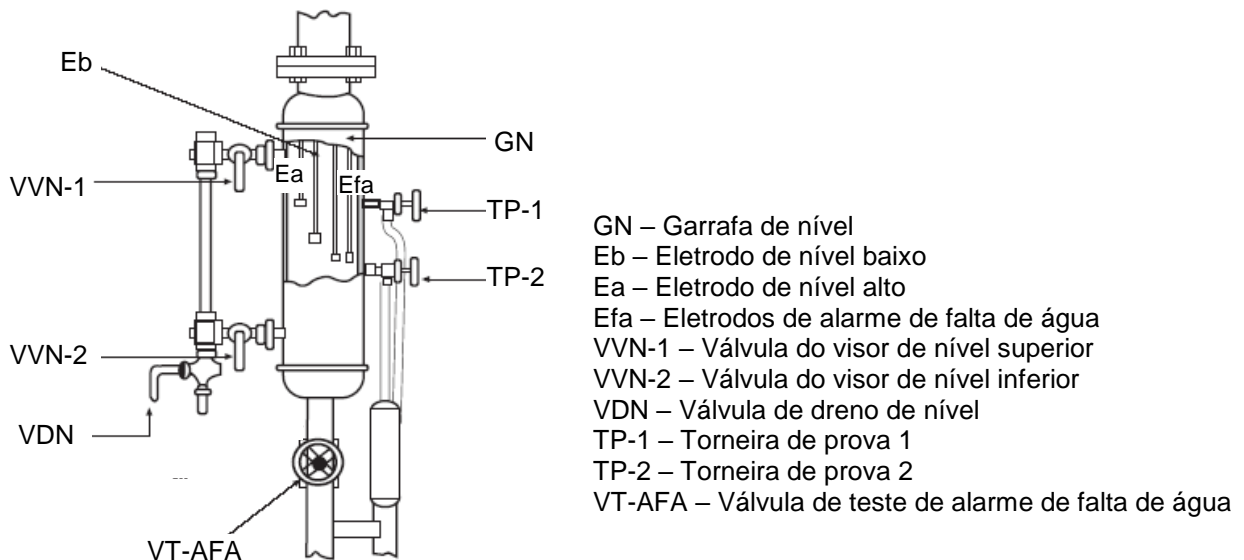 Eb
GN
Ea
Efa
VVN-1
TP-1
TP-2
VVN-2
VDN
VT-AFA
GN – Garrafa de nível
Eb – Eletrodo de nível baixo
Ea – Eletrodo de nível alto
Efa – Eletrodos de alarme de falta de água
VVN-1 – Válvula do visor de nível superior
VVN-2 – Válvula do visor de nível inferior
VDN – Válvula de dreno de nível
TP-1 – Torneira de prova 1
TP-2 – Torneira de prova 2
VT-AFA – Válvula de teste de alarme de falta de água